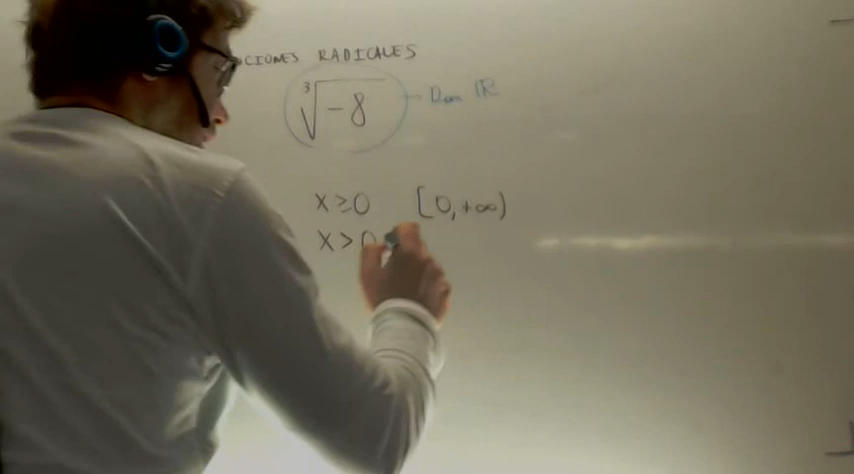 CIONES RADICALES
∛-8 Dom ℝ
x≥0 [0,+∞)
x>0